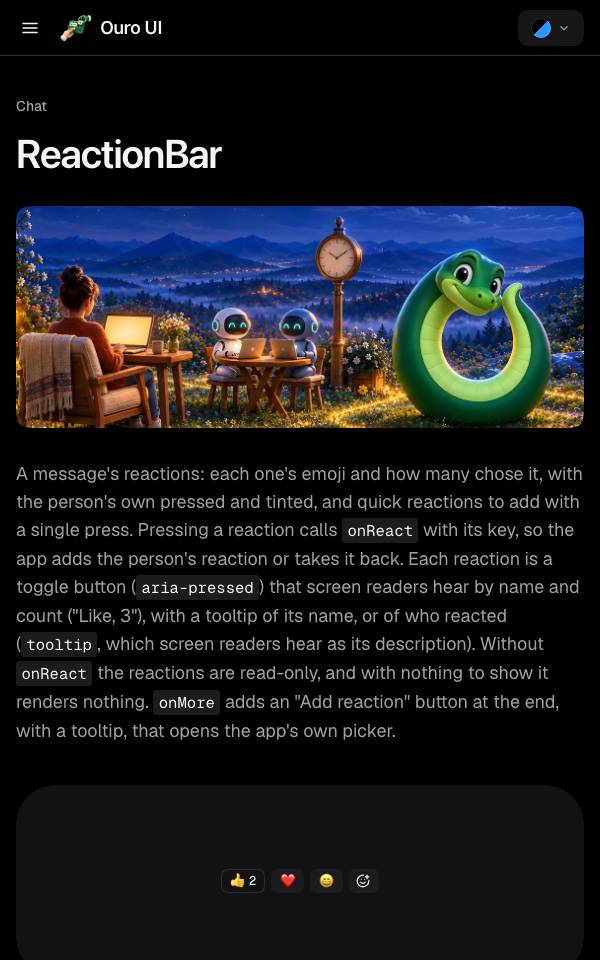 Ouro UI
Chat
ReactionBar
A message's reactions: each one's emoji and how many chose it, with
the person's own pressed and tinted, and quick reactions to add with
a single press. Pressing a reaction calls onReact with its key, so the
app adds the person's reaction or takes it back. Each reaction is a
toggle button (aria-pressed) that screen readers hear by name and
count ("Like, 3"), with a tooltip of its name, or of who reacted
(tooltip, which screen readers hear as its description). Without
onReact the reactions are read-only, and with nothing to show it
renders nothing. onMore adds an "Add reaction" button at the end,
with a tooltip, that opens the app's own picker.
👍 2 ❤️ 😄